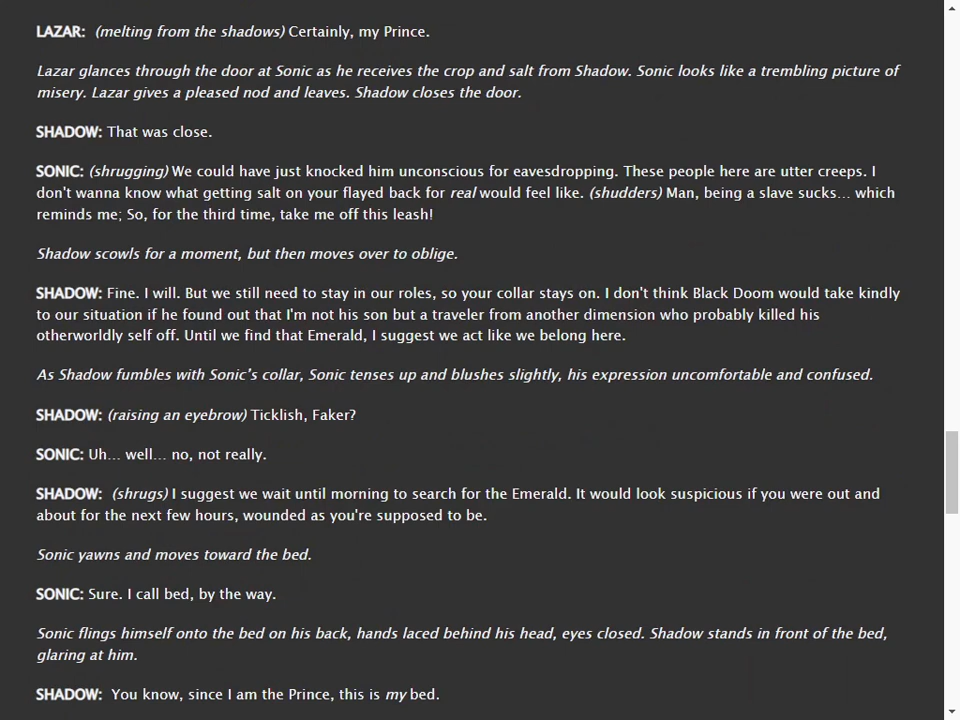 LAZAR: (melting from the shadows) Certainly, my Prince.
Lazar glances through the door at Sonic as he receives the crop and salt from Shadow. Sonic looks like a trembling picture of
misery. Lazar gives a pleased nod and leaves. Shadow closes the door.
SHADOW: That was close.
SONIC: (shrugging) We could have just knocked him unconscious for eavesdropping. These people here are utter creeps. I
don't wanna know what getting salt on your flayed back for real would feel like. (shudders) Man, being a slave sucks... which
reminds me; So, for the third time, take me off this leash!
Shadow scowls for a moment, but then moves over to oblige.
SHADOW: Fine. I will. But we still need to stay in our roles, so your collar stays on. I don't think Black Doom would take kindly
to our situation if he found out that I'm not his son but a traveler from another dimension who probably killed his
otherworldly self off. Until we find that Emerald, I suggest we act like we belong here.
As Shadow fumbles with Sonic's collar, Sonic tenses up and blushes slightly, his expression uncomfortable and confused.
SHADOW: (raising an eyebrow) Ticklish, Faker?
SONIC: Uh... well... no, not really.
SHADOW: (shrugs) I suggest we wait until morning to search for the Emerald. It would look suspicious if you were out and
about for the next few hours, wounded as you're supposed to be.
Sonic yawns and moves toward the bed.
SONIC: Sure. I call bed, by the way.
Sonic flings himself onto the bed on his back, hands laced behind his head, eyes closed. Shadow stands in front of the bed,
glaring at him.
SHADOW: You know, since I am the Prince, this is my bed.